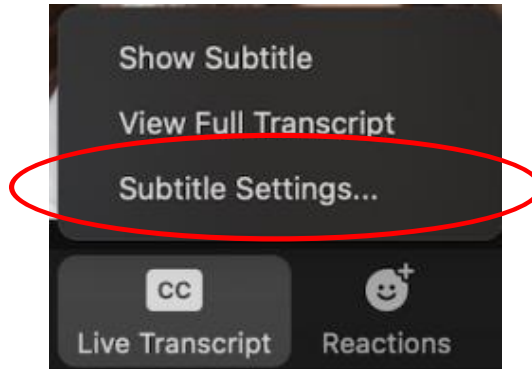 Show Subtitle
View Full Transcript
Subtitle Settings...
CC
Live Transcript
Reactions